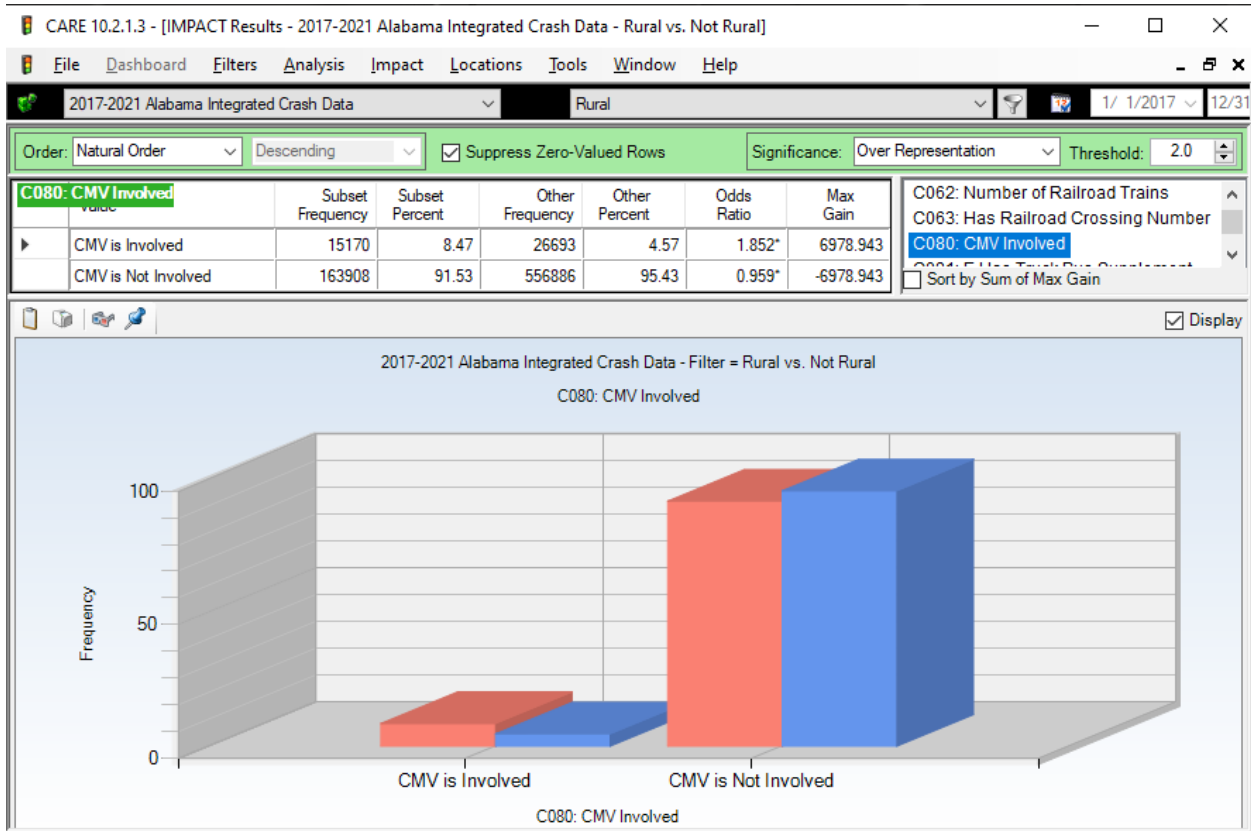 CARE 10.2.1.3 - [IMPACT Results - 2017-2021 Alabama Integrated Crash Data - Rural vs. Not Rural]
File Dashboard Filters Analysis Impact Locations Tools Window Help
2017-2021 Alabama Integrated Crash Data Rural 1/ 1/2017 12/31
Order: Natural Order Descending Suppress Zero-Valued Rows Significance: Over Representation Threshold: 2.0
C080: CMV Involved Subset Frequency Subset Percent Other Frequency Other Percent Odds Ratio Max Gain
CMV is Involved 15170 8.47 26693 4.57 1.852* 6978.943
CMV is Not Involved 163908 91.53 556886 95.43 0.959* -6978.943
C062: Number of Railroad Trains
C063: Has Railroad Crossing Number
C080: CMV Involved
Sort by Sum of Max Gain
Display
2017-2021 Alabama Integrated Crash Data - Filter = Rural vs. Not Rural
C080: CMV Involved
100
50
0
Frequency
CMV is Involved CMV is Not Involved
C080: CMV Involved